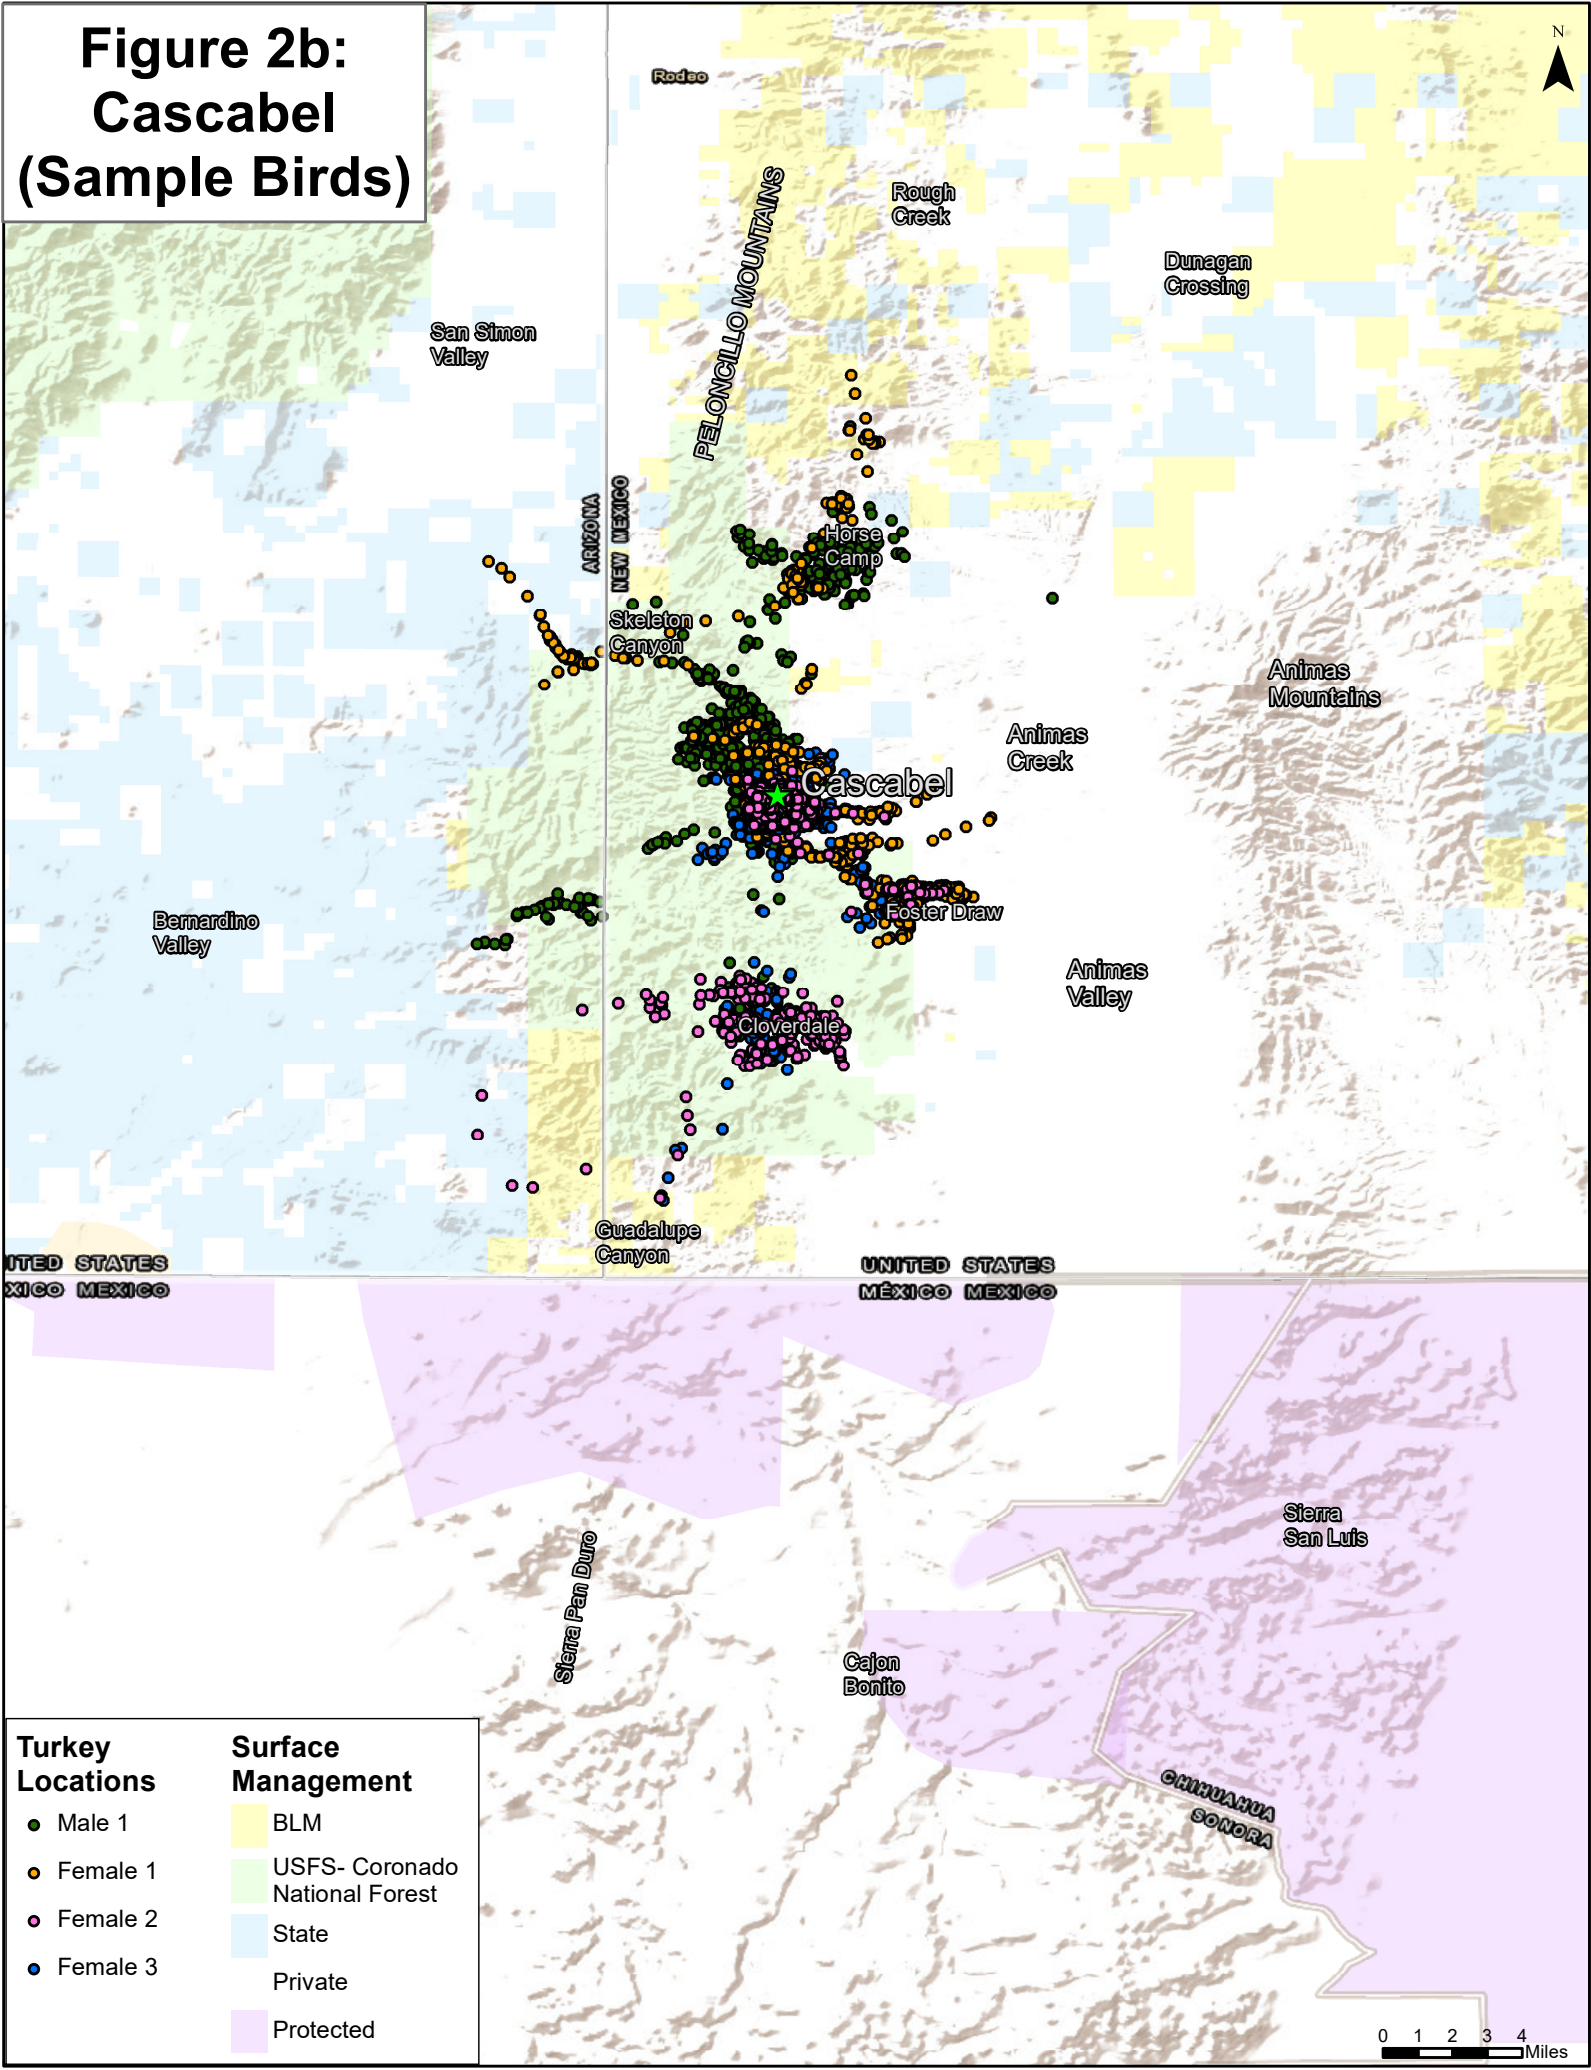 Figure 2b:
Cascabel
(Sample Birds)
N
Rodeo
PELONCILLO MOUNTAINS
Rough
Creek
Dunagan
Crossing
San Simon
Valley
ARIZONA
NEW MEXICO
Horse
Camp
Skeleton
Canyon
Animas
Mountains
Animas
Creek
Cascabel
Bernardino
Valley
Foster Draw
Animas
Valley
Cloverdale
Guadalupe
Canyon
ITED STATES
XICO MEXICO
UNITED STATES
MÉXICO MEXICO
Sierra
San Luis
Sierra Pan Duro
Cajon
Bonito
CHIHUAHUA
SONORA
Turkey
Locations
Male 1
Female 1
Female 2
Female 3
Surface
Management
BLM
USFS- Coronado
National Forest
State
Private
Protected
0 1 2 3 4
Miles